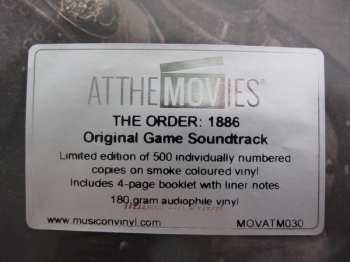 ATTHEMOVIES®
THE ORDER: 1886
Original Game Soundtrack
Limited edition of 500 individually numbered
copies on smoke coloured vinyl
Includes 4-page booklet with liner notes
180 gram audiophile vinyl
www.musiconvinyl.com MOVATM030